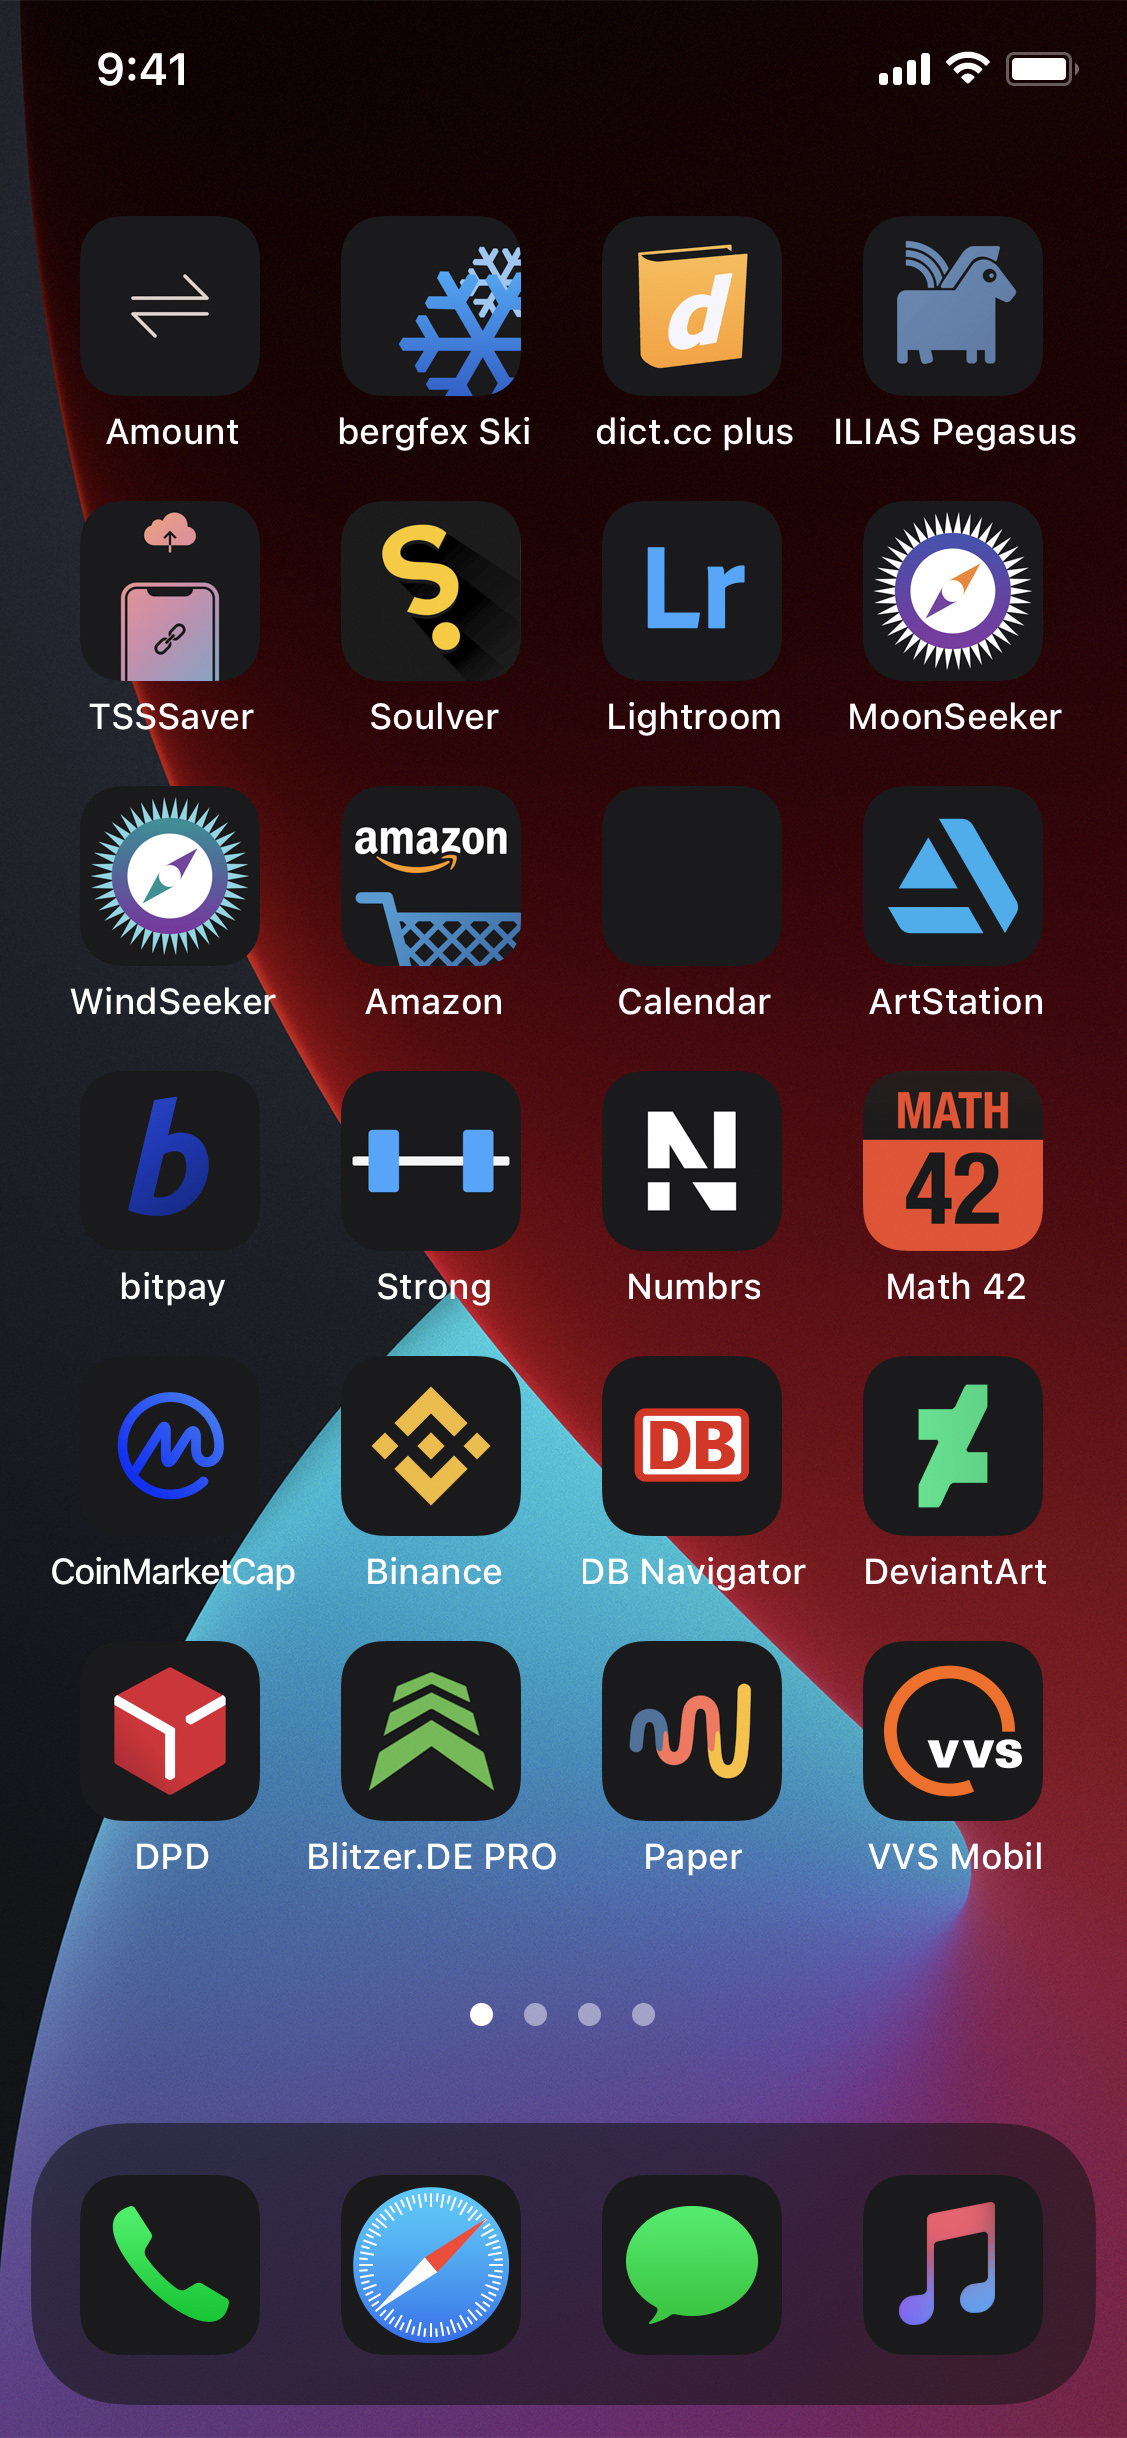 9:41
d
Amount
bergfex Ski
dict.cc plus
ILIAS Pegasus
S
Lr
TSSSaver
Soulver
Lightroom
MoonSeeker
amazon
WindSeeker
Amazon
Calendar
ArtStation
b
N
MATH
42
bitpay
Strong
Numbrs
Math 42
DB
CoinMarketCap
Binance
DB Navigator
DeviantArt
vvs
DPD
Blitzer.DE PRO
Paper
VVS Mobil